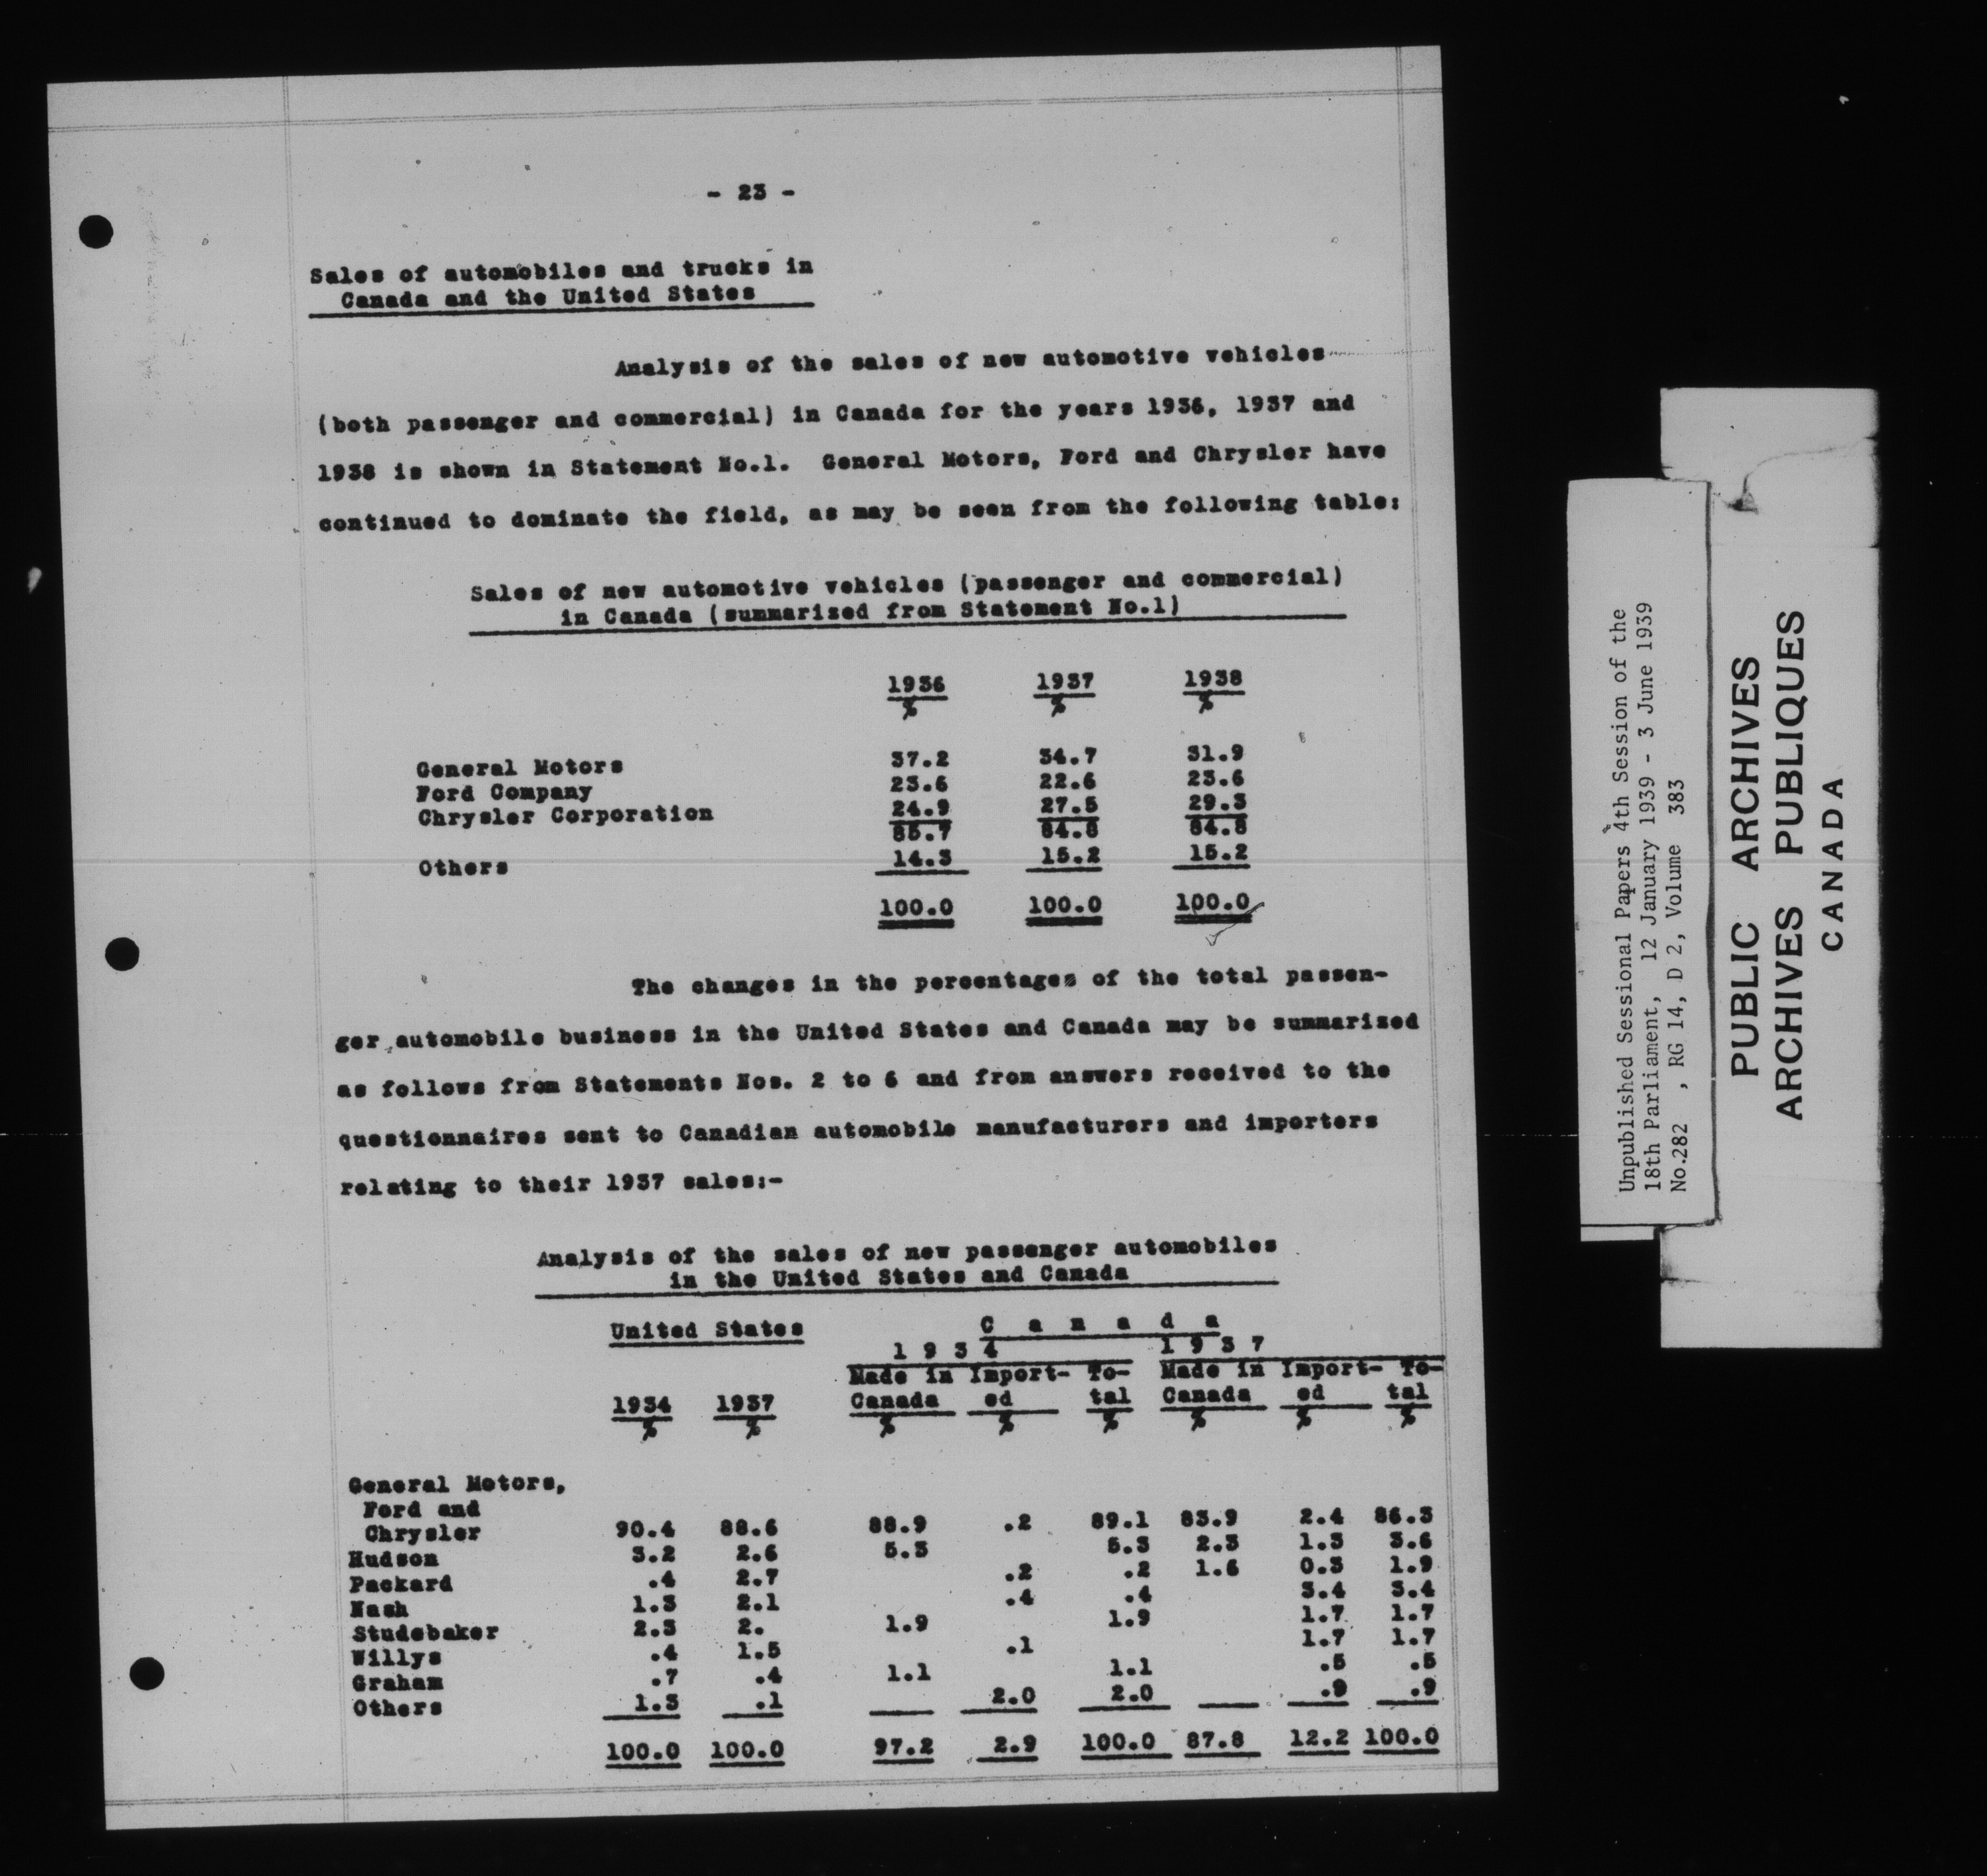 - 23 -
Sales of automobiles and trucks in
Canada and the United States
Analysis of the sales of new automotive vehicles
(both passenger and commercial) in Canada for the years 1936, 1937 and
1938 is shown in Statement No.1. General Motors, Ford and Chrysler have
continued to dominate the field, as may be seen from the following table:
Sales of new automotive vehicles (passenger and commercial)
in Canada (summarized from Statement No.1)
1936 1937 1938
% % %
General Motors 37.2 34.7 31.9
Ford Company 23.6 22.6 23.6
Chrysler Corporation 24.9 27.5 29.3
85.7 84.8 84.8
Others 14.3 15.2 15.2
100.0 100.0 100.0
The changes in the percentages of the total passen-
ger automobile business in the United States and Canada may be summarized
as follows from Statements Nos. 2 to 6 and from answers received to the
questionnaires sent to Canadian automobile manufacturers and importers
relating to their 1937 sales:-
Analysis of the sales of new passenger automobiles
in the United States and Canada
United States C a n a d a
1 9 3 4 1 9 3 7
Made in Import- To- Made in Import- To-
1934 1937 Canada ed tal Canada ed tal
% % % % % % % %
General Motors,
Ford and
Chrysler 90.4 88.6 88.9 .2 89.1 83.9 2.4 86.3
Hudson 3.2 2.6 5.3 5.3 2.3 1.3 3.6
Packard .4 2.7 .2 .2 1.6 0.3 1.9
Nash 1.3 2.1 .4 .4 3.4 3.4
Studebaker 2.3 2. 1.9 1.9 1.7 1.7
Willys .4 1.5 .1 1.7 1.7
Graham .7 .4 1.1 1.1 .5 .5
Others 1.3 .1 2.0 2.0 .9 .9
100.0 100.0 97.2 2.9 100.0 87.8 12.2 100.0
Unpublished Sessional Papers 4th Session of the
18th Parliament, 12 January 1939 - 3 June 1939
No.282 , RG 14, D 2, Volume 383
PUBLIC ARCHIVES
ARCHIVES PUBLIQUES
CANADA